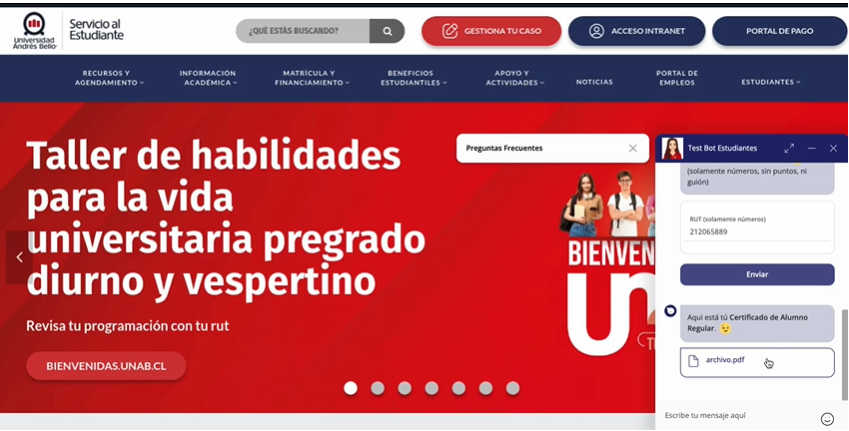 Universidad
Andrés Bello
Servicio al
Estudiante
¿QUÉ ESTÁS BUSCANDO?
GESTIONA TU CASO
ACCESO INTRANET
PORTAL DE PAGO
RECURSOS Y
AGENDAMIENTO
INFORMACIÓN
ACADÉMICA
MATRÍCULA Y
FINANCIAMIENTO
BENEFICIOS
ESTUDIANTILES
APOYO Y
ACTIVIDADES
NOTICIAS
PORTAL DE
EMPLEOS
ESTUDIANTES
Taller de habilidades
para la vida
universitaria pregrado
diurno y vespertino
Revisa tu programación con tu rut
BIENVENIDAS.UNAB.CL
Preguntas Frecuentes
BIENVEN
un
Test Bot Estudiantes
(solamente números, sin puntos, ni
guión)
RUT (solamente números)
212065889
Enviar
Aquí está tú Certificado de Alumno
Regular. 😉
archivo.pdf
Escribe tu mensaje aquí